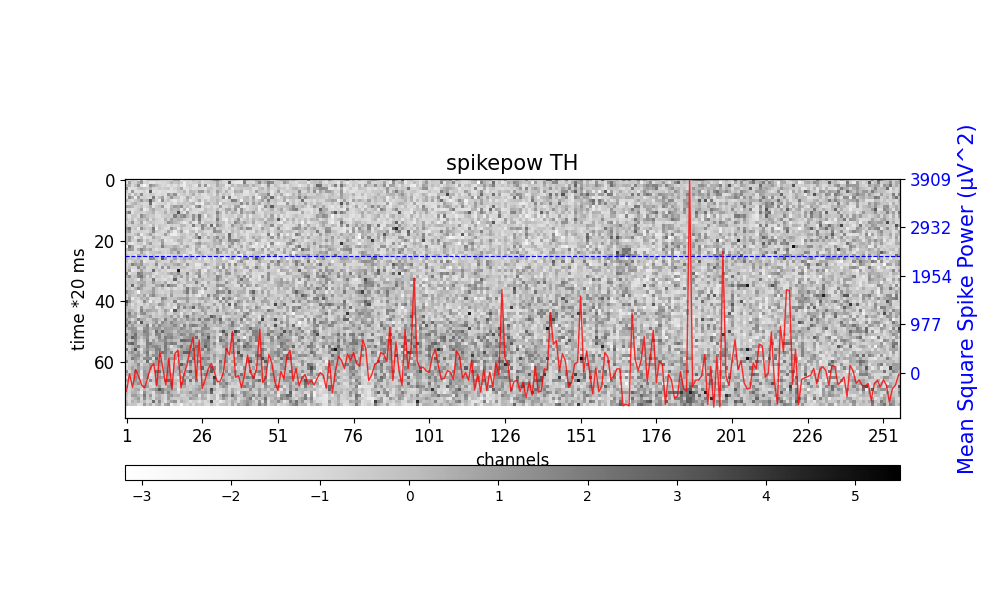 spikepow TH
0
20
40
60
time *20 ms
3909
2932
1954
977
0
Mean Square Spike Power (µV^2)
1 26 51 76 101 126 151 176 201 226 251
channels
−3 −2 −1 0 1 2 3 4 5